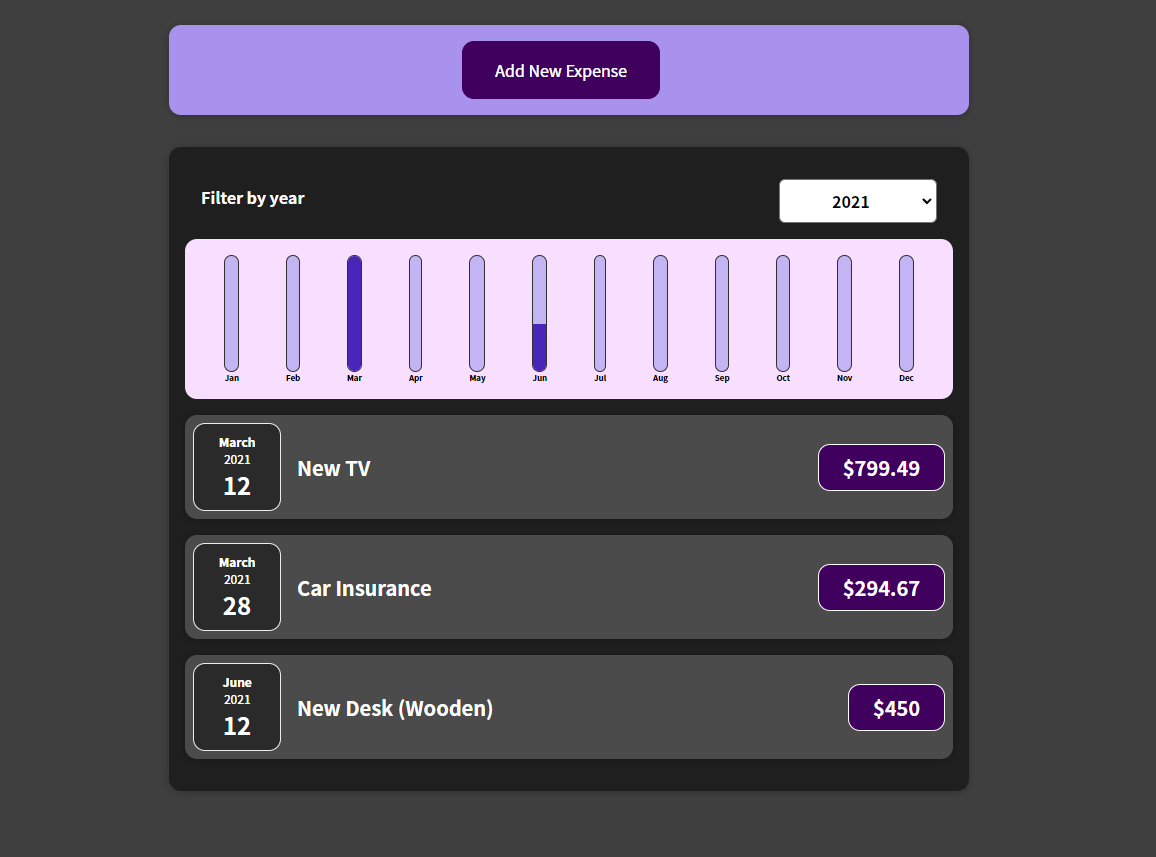 Add New Expense
Filter by year
2021
Jan Feb Mar Apr May Jun Jul Aug Sep Oct Nov Dec
March
2021
12
New TV
$799.49
March
2021
28
Car Insurance
$294.67
June
2021
12
New Desk (Wooden)
$450